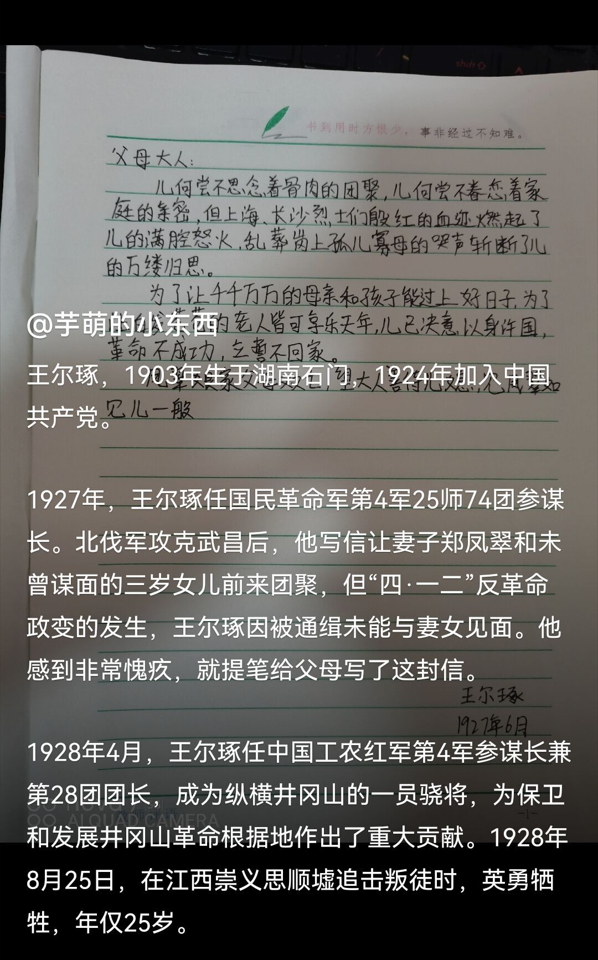 书到用时方恨少，事非经过不知难。
父母大人：
儿何尝不思念着骨肉的团聚，儿何尝不眷恋着家
庭的亲密，但上海、长沙烈士们殷红的血迹燃起了
儿的满腔怒火，乱葬岗上孤儿寡母的哭声斩断了儿
的万缕归思。
为了让千千万万的母亲和孩子能过上好日子，为了
@芋萌的小东西
的老人皆可享乐天年，儿已决意以身许国，
革命不成功，立誓不回家。
王尔琢，1903年生于湖南石门，1924年加入中国
共产党。
见儿一般
1927年，王尔琢任国民革命军第4军25师74团参谋
长。北伐军攻克武昌后，他写信让妻子郑凤翠和未
曾谋面的三岁女儿前来团聚，但“四·一二”反革命
政变的发生，王尔琢因被通缉未能与妻女见面。他
感到非常愧疚，就提笔给父母写了这封信。
王尔琢
1927年6月
1928年4月，王尔琢任中国工农红军第4军参谋长兼
第28团团长，成为纵横井冈山的一员骁将，为保卫
AI QUAD CAMERA
和发展井冈山革命根据地作出了重大贡献。1928年
8月25日，在江西崇义思顺墟追击叛徒时，英勇牺
牲，年仅25岁。